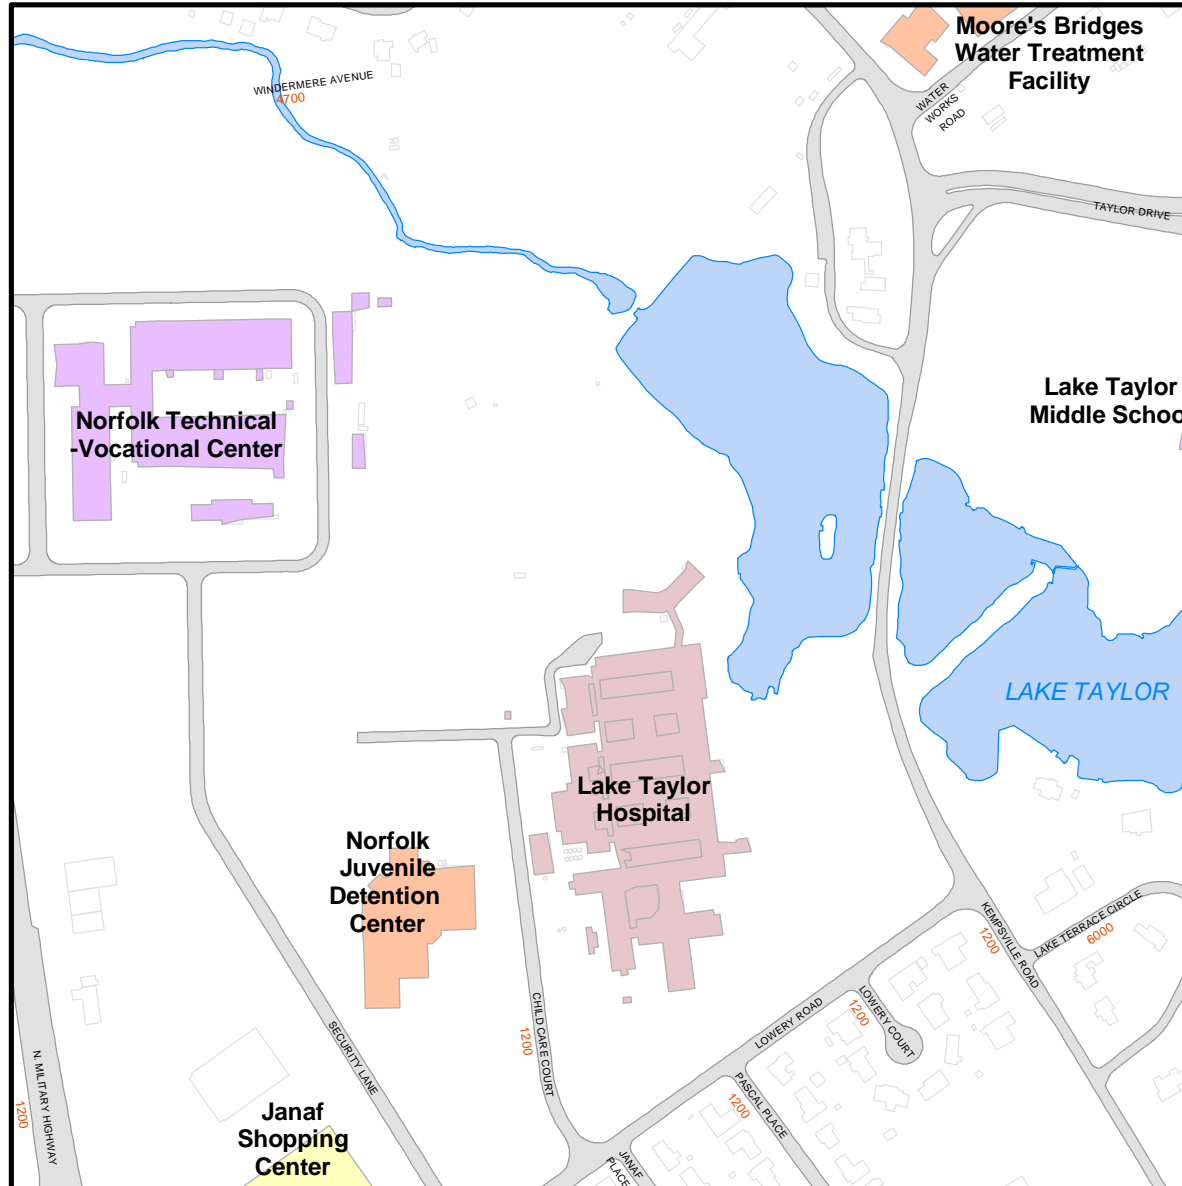 Moore's Bridges
Water Treatment
Facility
WINDERMERE AVENUE
4700
WATER
WORKS
ROAD
TAYLOR DRIVE
Lake Taylor
Middle Schoo
Norfolk Technical
-Vocational Center
LAKE TAYLOR
Lake Taylor
Hospital
Norfolk
Juvenile
Detention
Center
KEMPSVILLE ROAD
1200
LAKE TERRACE CIRCLE
6000
LOWERY ROAD
LOWERY COURT
1200
CHILD CARE COURT
1200
SECURITY LANE
N. MILITARY HIGHWAY
1200
PASCAL PLACE
1200
Janaf
Shopping
Center
JANAF
PLACE